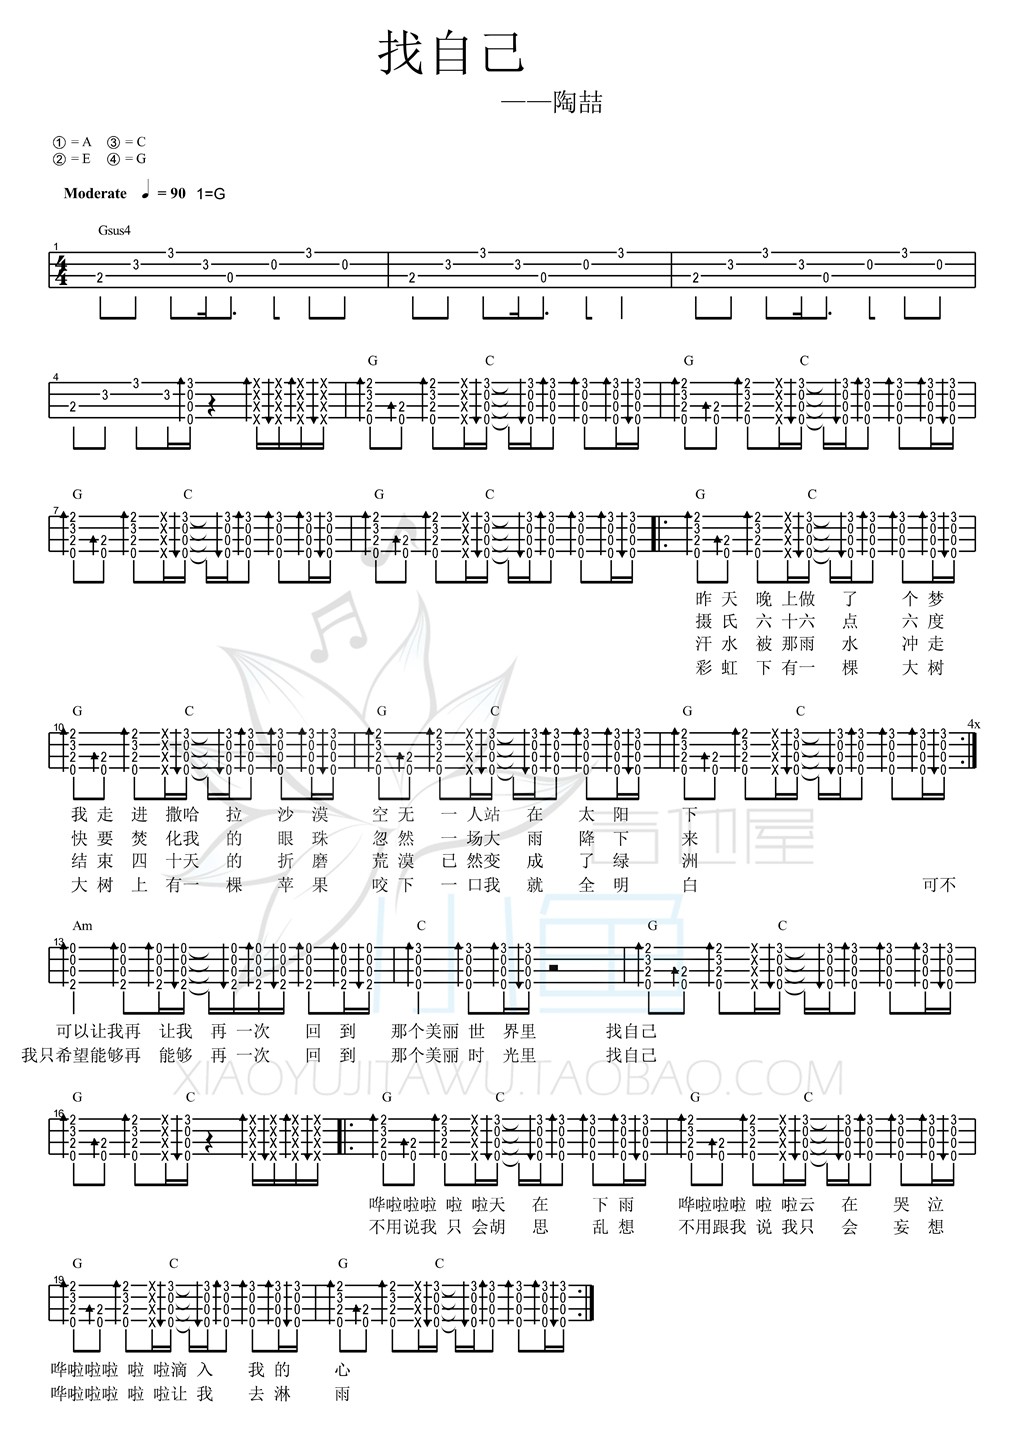 找自己
——陶喆
① = A ③ = C
② = E ④ = G
Moderate ♩ = 90 1=G
Gsus4
G C G C
G C G C G C
昨天晚上做了个梦
摄氏六十六点六度
汗水被那雨水冲走
彩虹下有一棵大树
G C G C G C 4x
我走进撒哈拉沙漠空无一人站在太阳下
快要焚化我的眼珠忽然一场大雨降下来
结束四十天的折磨荒漠已然变成了绿洲
大树上有一棵苹果咬下一口我就全明白 可不
Am C G C
可以让我再 让我 再一次 回到 那个美丽世界里 找自己
我只希望能够再 能够 再一次 回到 那个美丽时光里 找自己
XIAOYUJITAWU.TAOBAO.COM
G C G C G C
哗啦啦啦啦啦天在下雨 哗啦啦啦啦啦云在哭泣
不用说我只会胡思乱想 不用跟我说我只会妄想
G C G C
哗啦啦啦啦啦滴入我的心
哗啦啦啦啦啦让我去淋雨
小鱼吉他屋